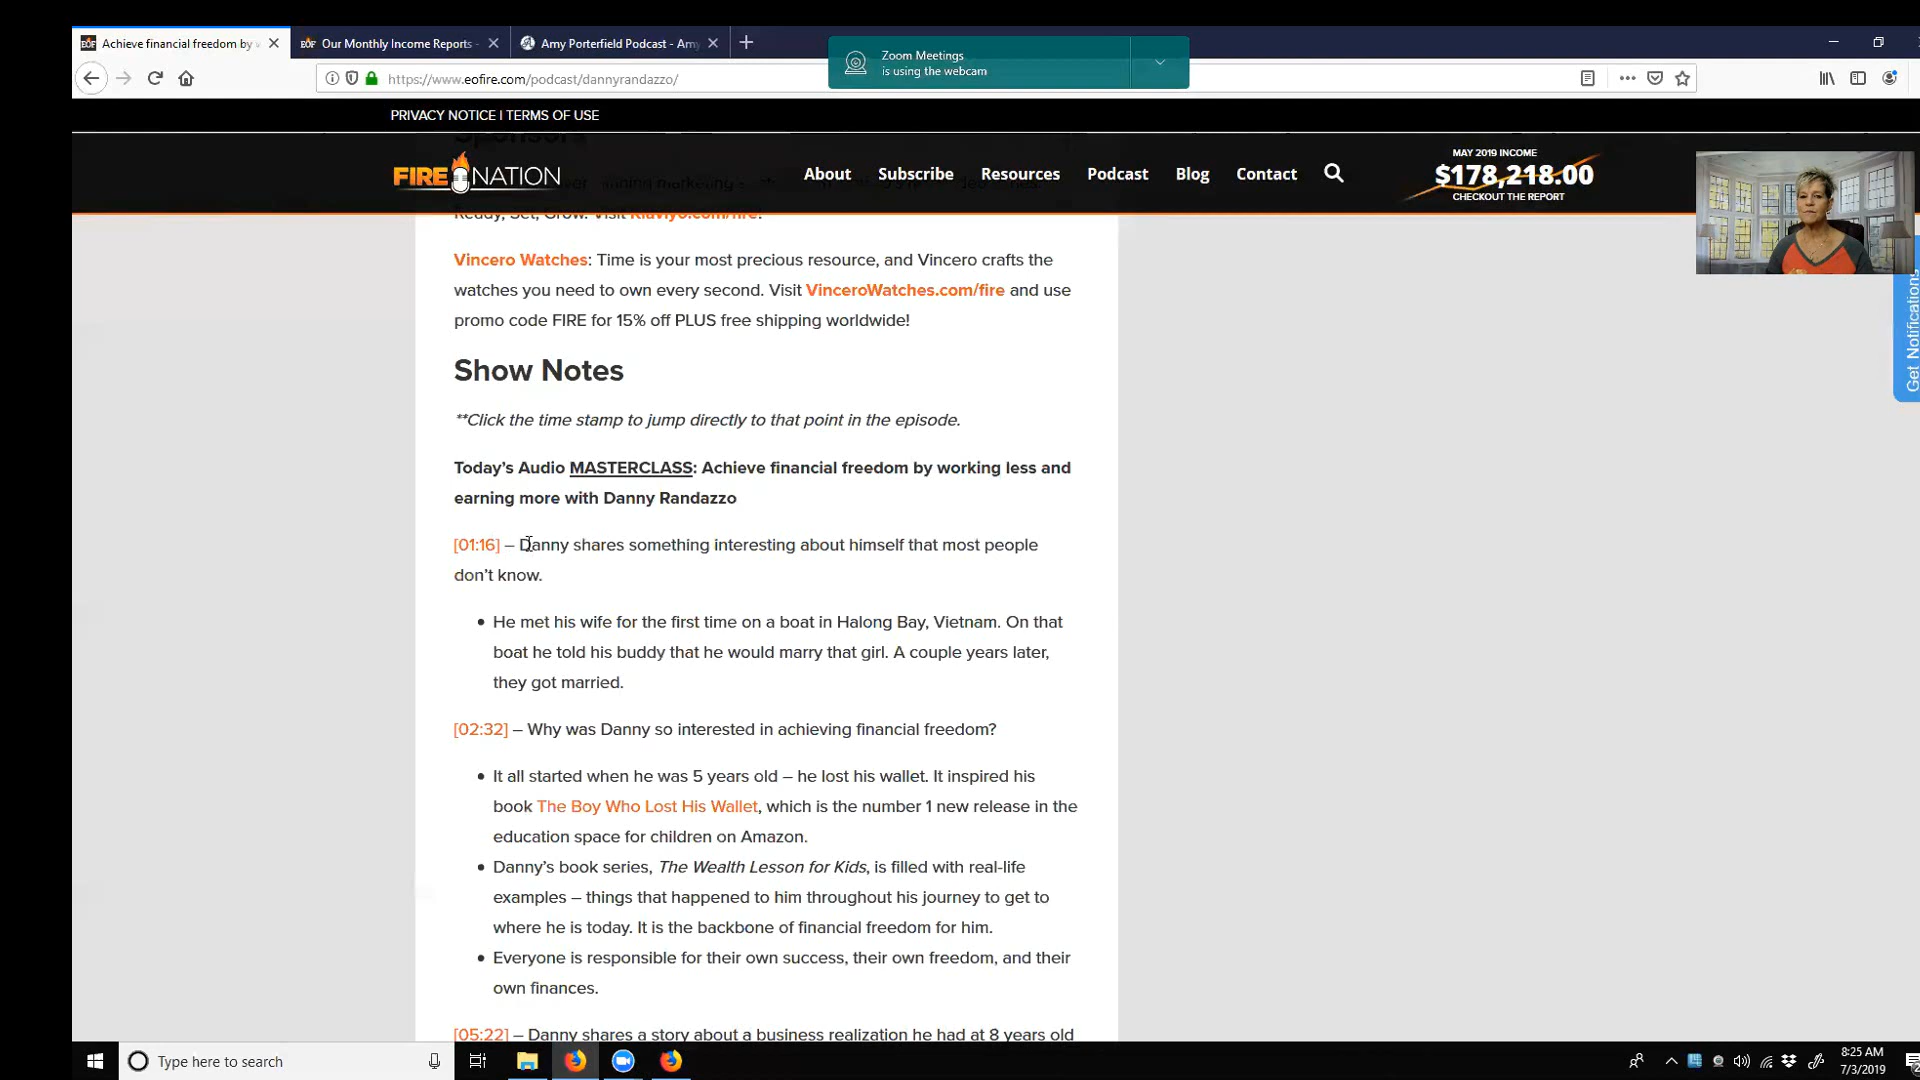 Achieve financial freedom by
Our Monthly Income Reports -
Amy Porterfield Podcast - Amy
Zoom Meetings
is using the webcam
https://www.eofire.com/podcast/dannyrandazzo/
PRIVACY NOTICE | TERMS OF USE
FIRE NATION
About
Subscribe
Resources
Podcast
Blog
Contact
MAY 2019 INCOME
$178,218.00
CHECKOUT THE REPORT
Sponsors
Ready, Set, Grow. Visit Klaviyo.com/fire!
Vincero Watches: Time is your most precious resource, and Vincero crafts the
watches you need to own every second. Visit VinceroWatches.com/fire and use
promo code FIRE for 15% off PLUS free shipping worldwide!
Get Notifications
Show Notes
**Click the time stamp to jump directly to that point in the episode.
Today's Audio MASTERCLASS: Achieve financial freedom by working less and
earning more with Danny Randazzo
[01:16] – Danny shares something interesting about himself that most people
don't know.
• He met his wife for the first time on a boat in Halong Bay, Vietnam. On that
boat he told his buddy that he would marry that girl. A couple years later,
they got married.
[02:32] – Why was Danny so interested in achieving financial freedom?
• It all started when he was 5 years old – he lost his wallet. It inspired his
book The Boy Who Lost His Wallet, which is the number 1 new release in the
education space for children on Amazon.
• Danny's book series, The Wealth Lesson for Kids, is filled with real-life
examples – things that happened to him throughout his journey to get to
where he is today. It is the backbone of financial freedom for him.
• Everyone is responsible for their own success, their own freedom, and their
own finances.
[05:22] – Danny shares a story about a business realization he had at 8 years old
Type here to search
8:25 AM
7/3/2019